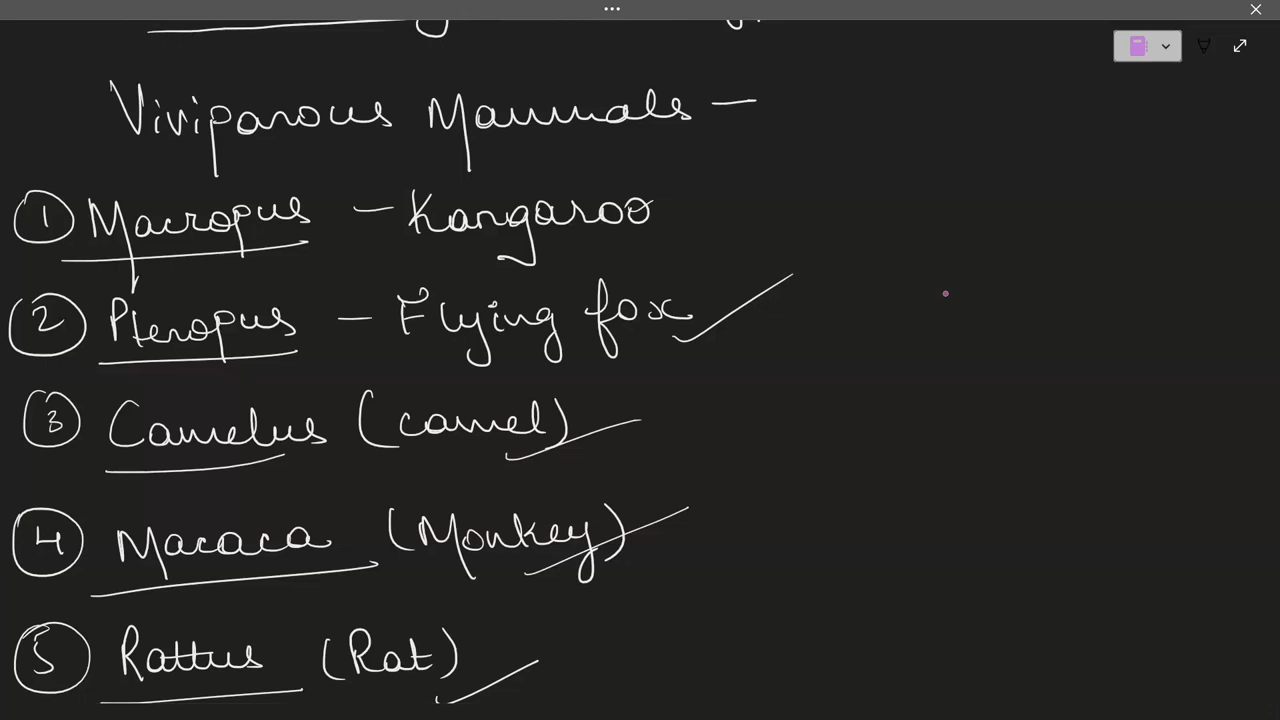 Viviparous Mammals —
① Macropus — Kangaroo
② Pteropus — Flying fox
③ Camelus (camel)
④ Macaca (Monkey)
⑤ Rattus (Rat)